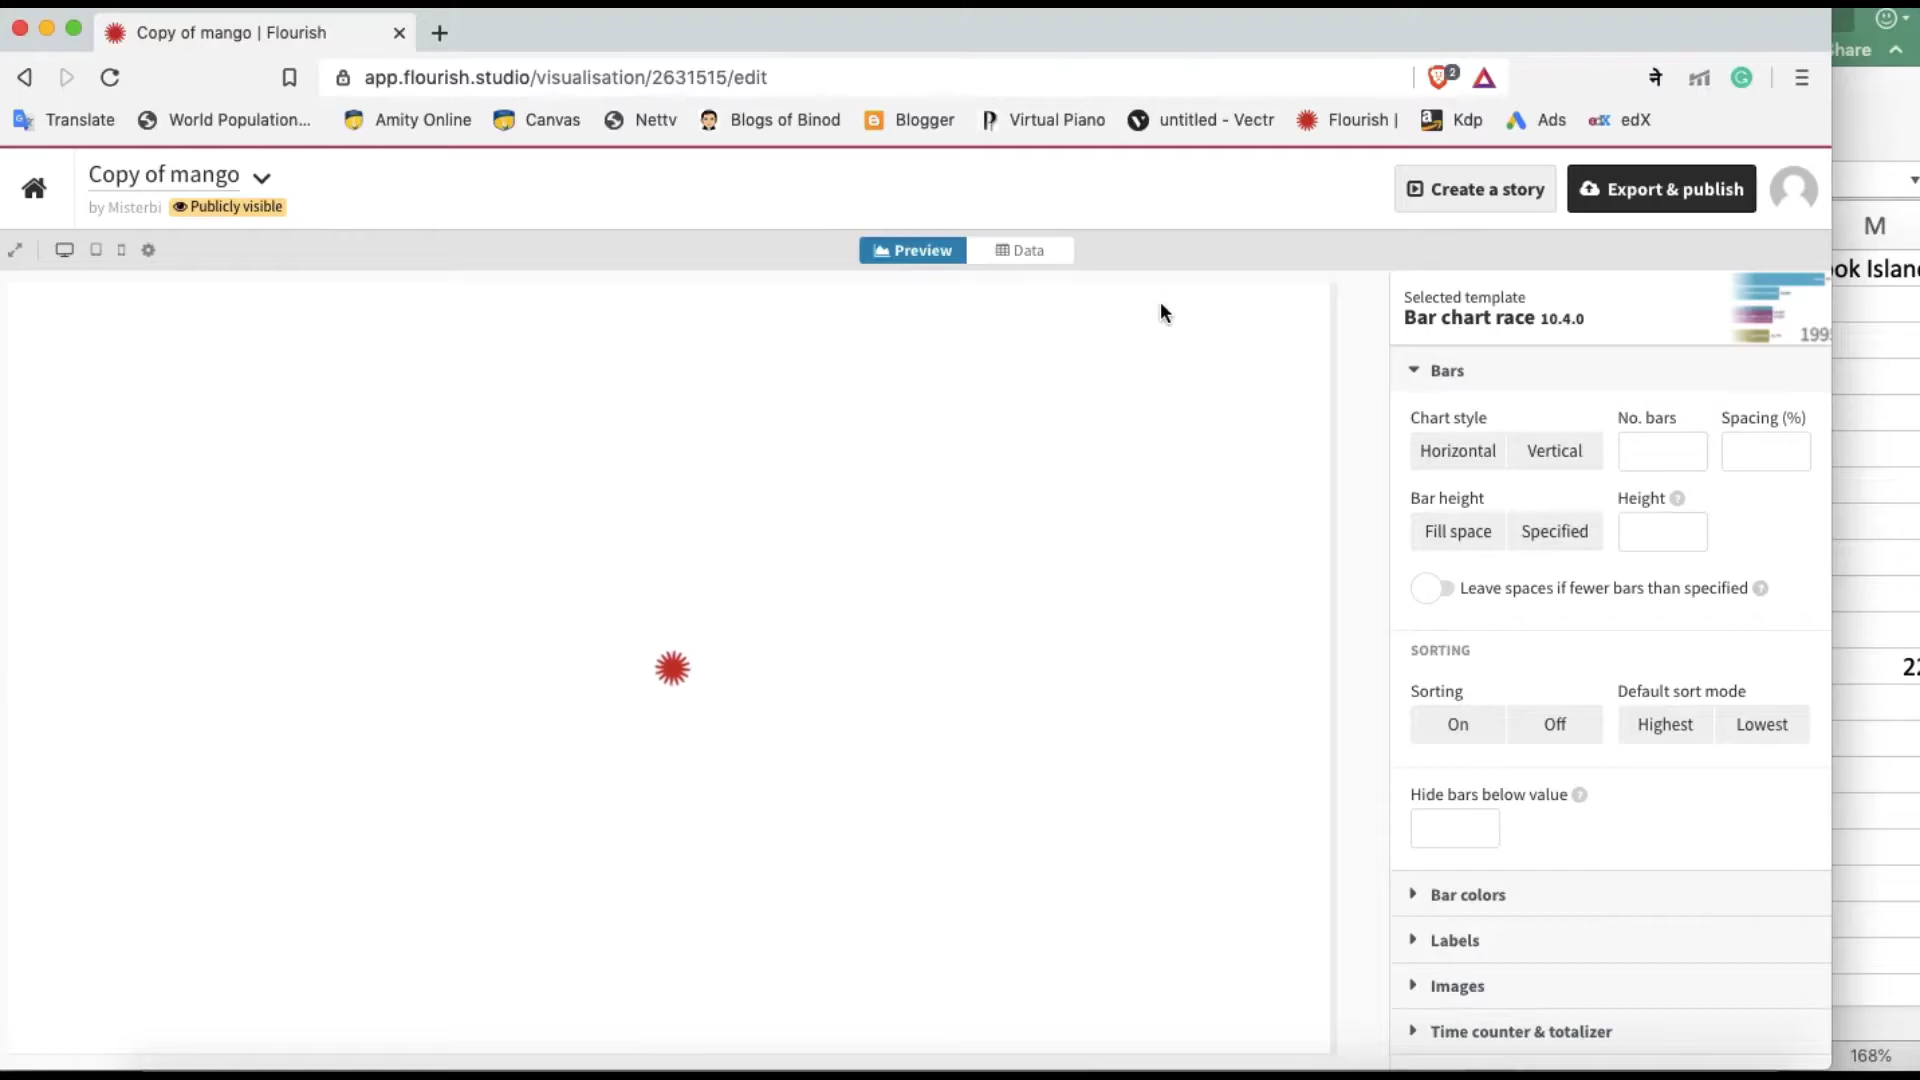 Copy of mango | Flourish
hare
app.flourish.studio/visualisation/2631515/edit
2
ने
Translate World Population... Amity Online Canvas Nettv Blogs of Binod Blogger Virtual Piano untitled - Vectr Flourish | Kdp Ads edX
Copy of mango
by Misterbi Publicly visible
Create a story
Export & publish
M
Preview
Data
ok Islan
Selected template
Bar chart race 10.4.0
199
Bars
Chart style
No. bars
Spacing (%)
Horizontal
Vertical
Bar height
Height ?
Fill space
Specified
Leave spaces if fewer bars than specified ?
SORTING
22
Sorting
Default sort mode
On
Off
Highest
Lowest
Hide bars below value ?
Bar colors
Labels
Images
Time counter & totalizer
168%